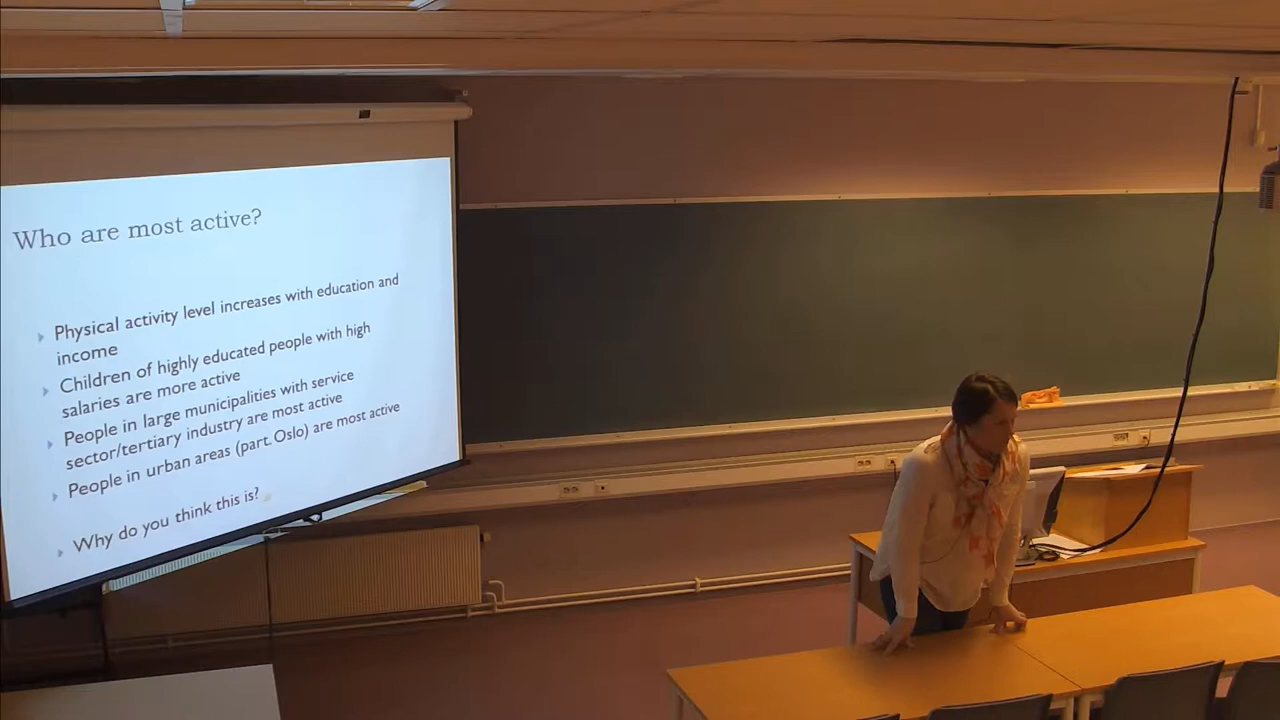 Who are most active?
Physical activity level increases with education and
income
Children of highly educated people with high
salaries are more active
People in large municipalities with service
sector/tertiary industry are most active
People in urban areas (part. Oslo) are most active
Why do you think this is?